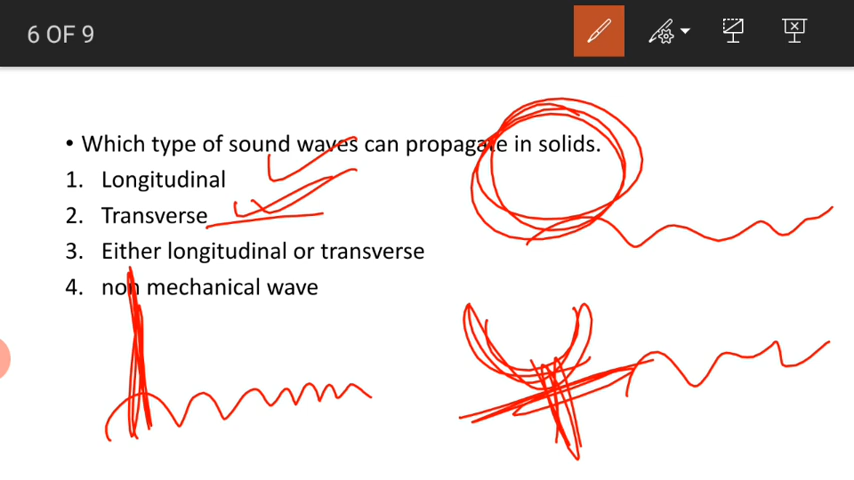 6 OF 9
• Which type of sound waves can propagate in solids.
1. Longitudinal
2. Transverse
3. Either longitudinal or transverse
4. non mechanical wave